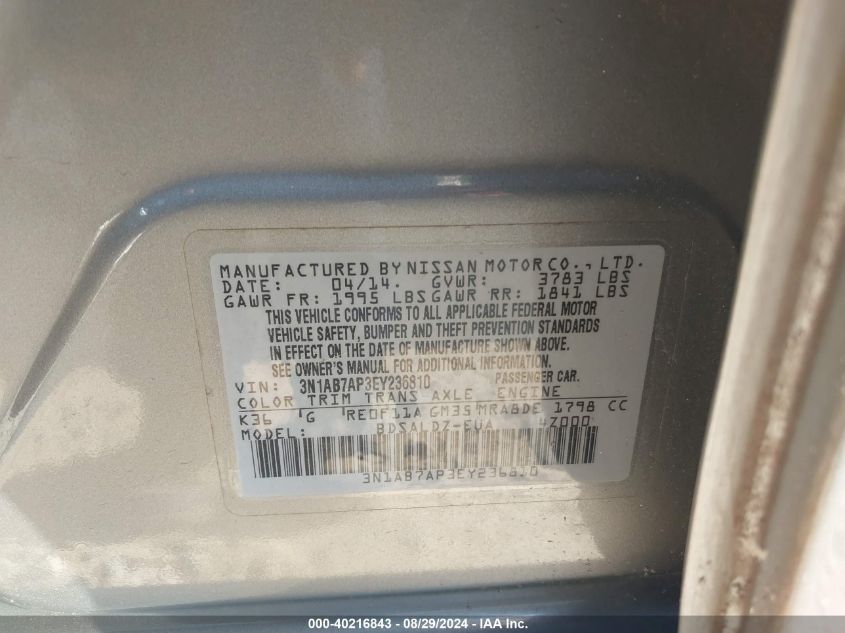 MANUFACTURED BY NISSAN MOTOR CO., LTD.
DATE: 04/14. GVWR: 3783 LBS
GAWR FR: 1995 LBS GAWR RR: 1841 LBS
THIS VEHICLE CONFORMS TO ALL APPLICABLE FEDERAL MOTOR
VEHICLE SAFETY, BUMPER AND THEFT PREVENTION STANDARDS
IN EFFECT ON THE DATE OF MANUFACTURE SHOWN ABOVE.
SEE OWNER'S MANUAL FOR ADDITIONAL INFORMATION.
VIN: 3N1AB7AP3EY236810 PASSENGER CAR.
COLOR TRIM TRANS AXLE ENGINE
K36 G RE0F11A GM35 MRA8DE 1798 CC
MODEL: BDSALDZ-EUA 4Z000
3N1AB7AP3EY236810
000-40216843 - 08/29/2024 - IAA, Inc.